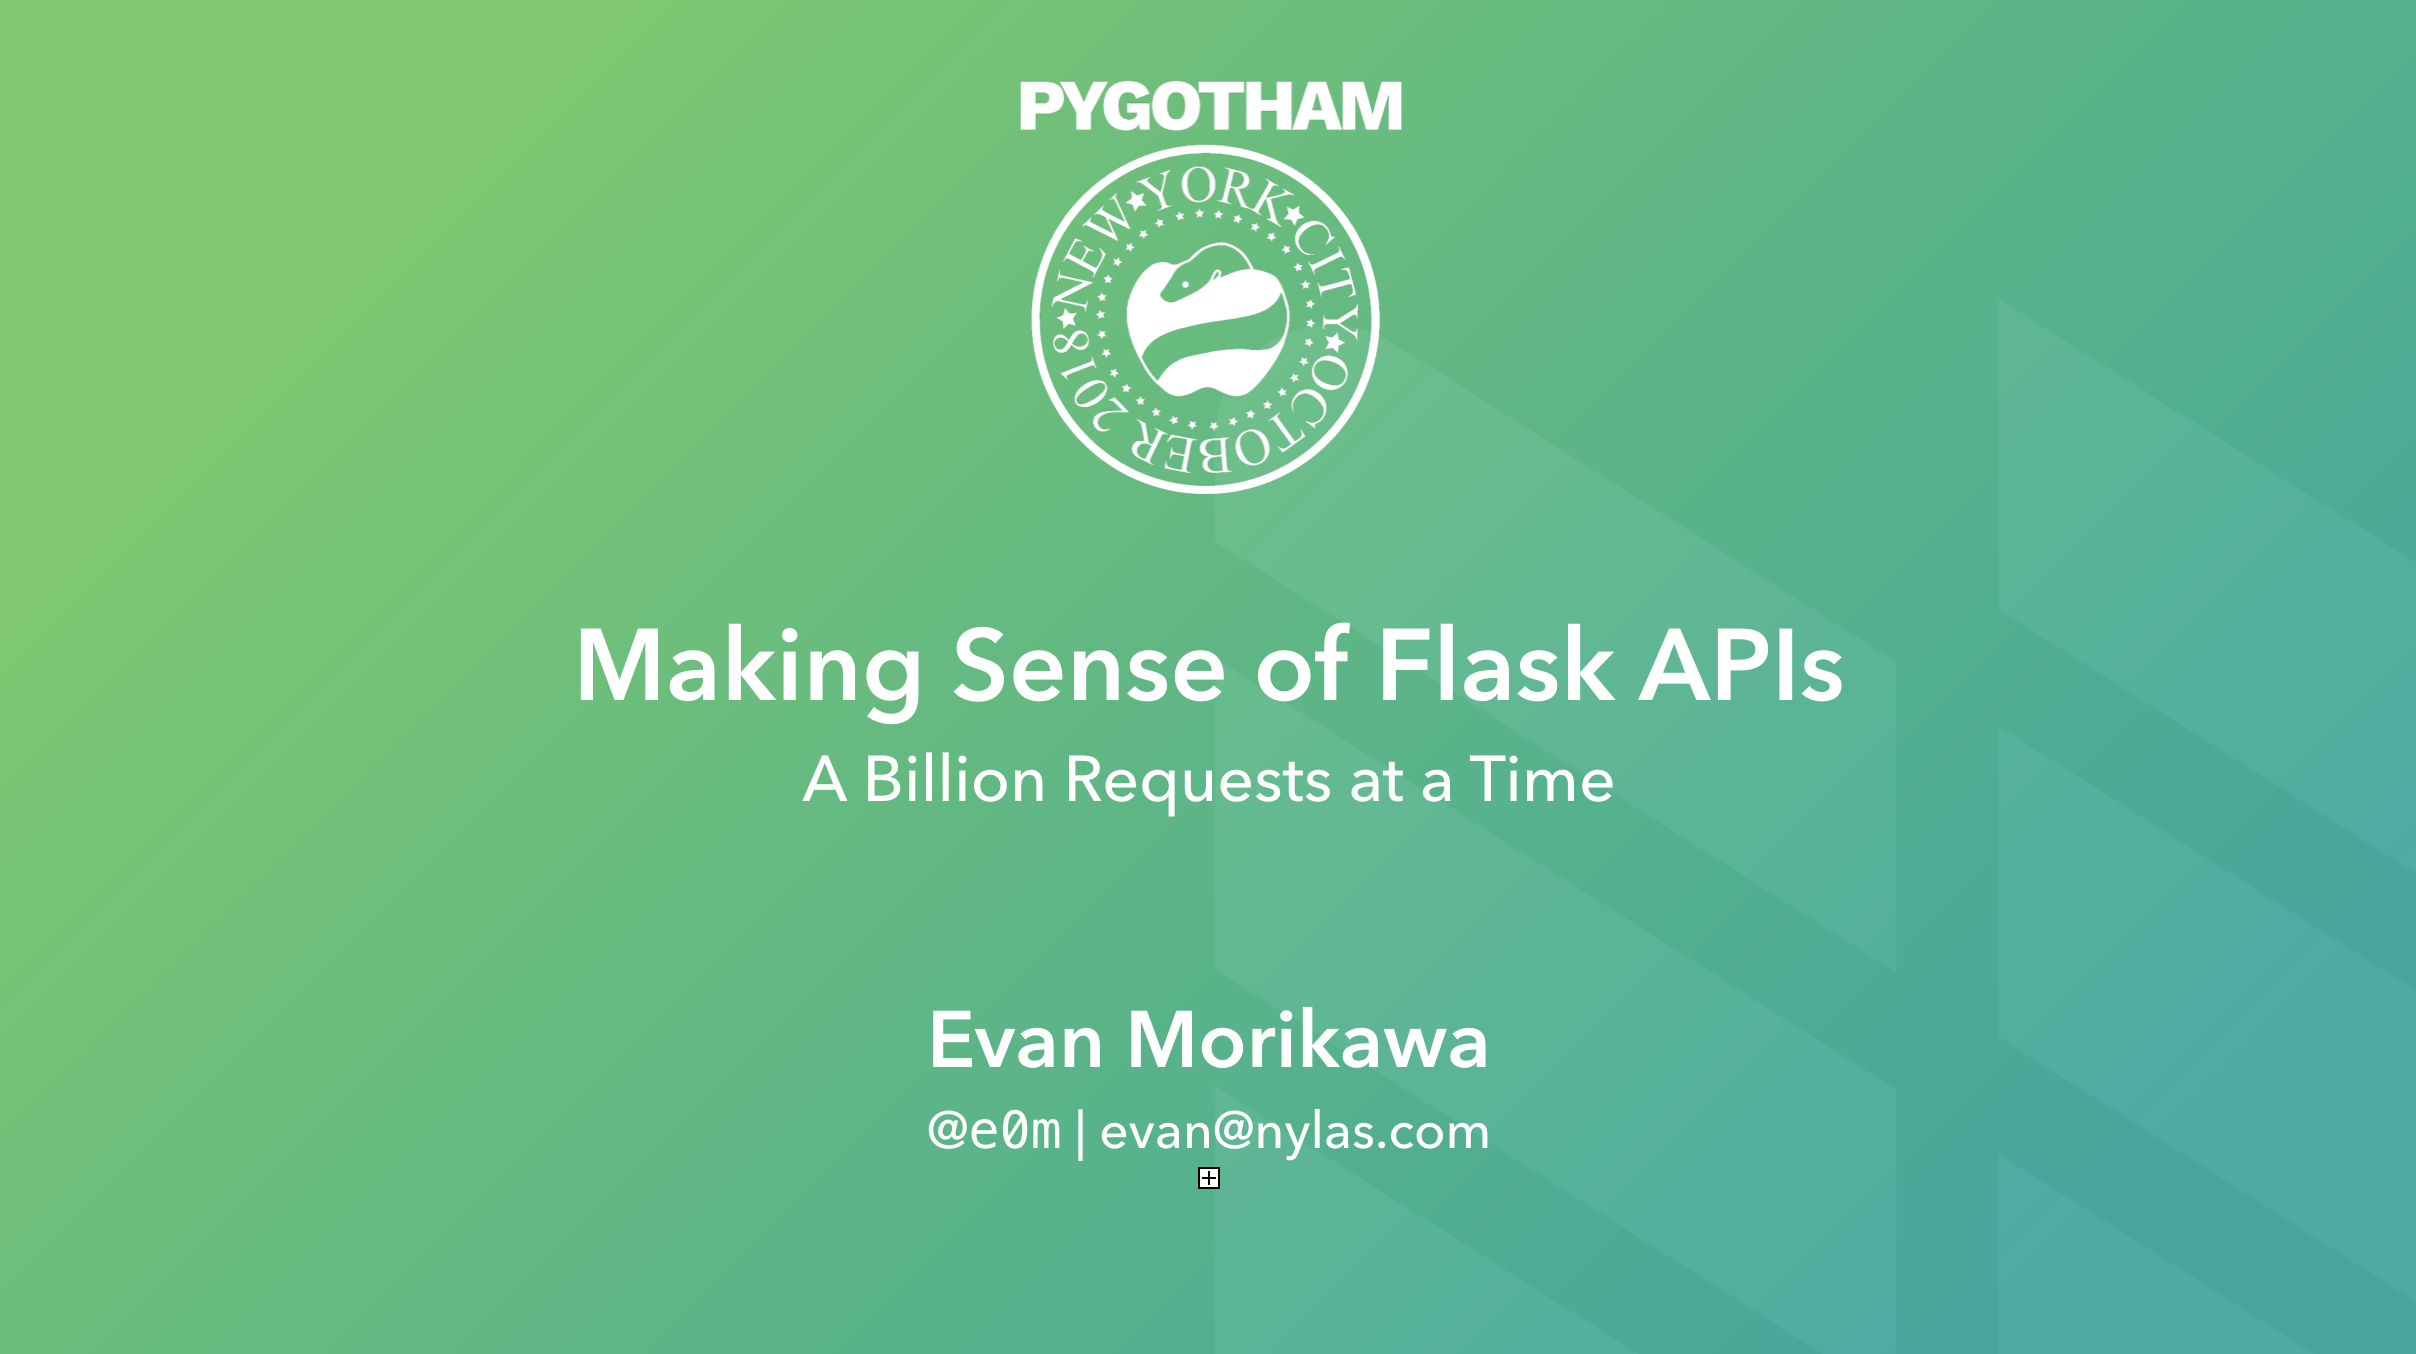 PYGOTHAM
NEW★YORK★CITY★OCTOBER 2018★
Making Sense of Flask APIs
A Billion Requests at a Time
Evan Morikawa
@e0m | evan@nylas.com